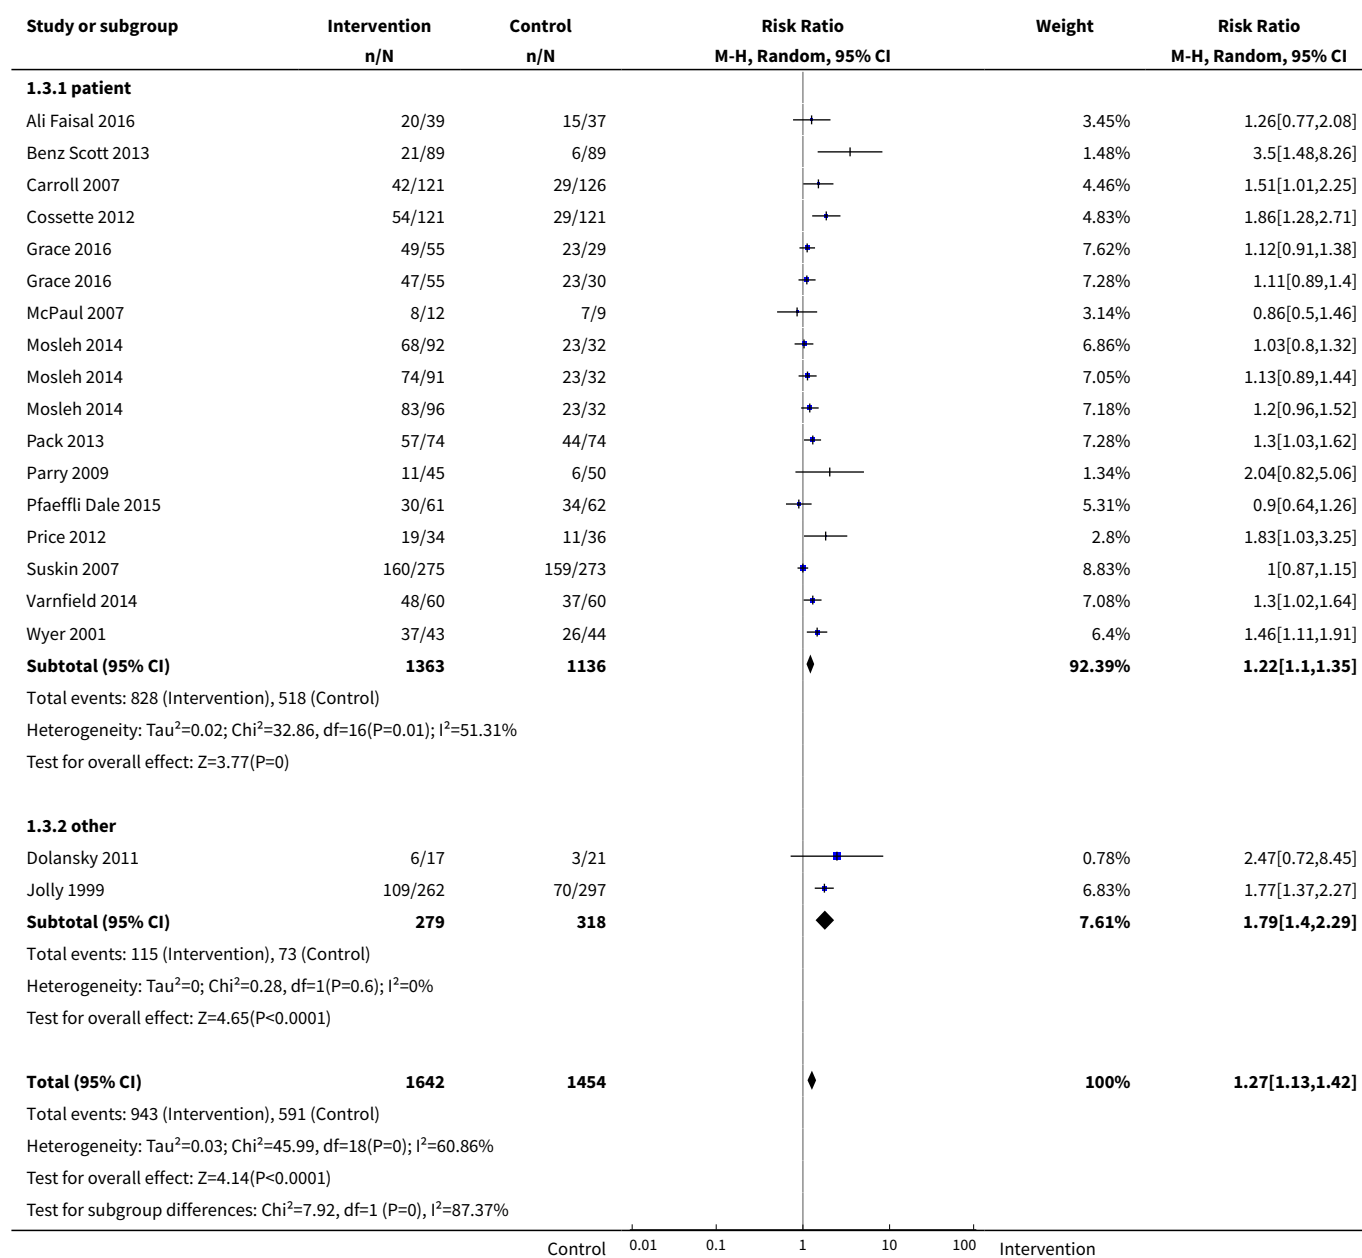 Study or subgroup Intervention Control Risk Ratio Weight Risk Ratio
n/N n/N M-H, Random, 95% CI M-H, Random, 95% CI
1.3.1 patient
Ali Faisal 2016 20/39 15/37 3.45% 1.26[0.77,2.08]
Benz Scott 2013 21/89 6/89 1.48% 3.5[1.48,8.26]
Carroll 2007 42/121 29/126 4.46% 1.51[1.01,2.25]
Cossette 2012 54/121 29/121 4.83% 1.86[1.28,2.71]
Grace 2016 49/55 23/29 7.62% 1.12[0.91,1.38]
Grace 2016 47/55 23/30 7.28% 1.11[0.89,1.4]
McPaul 2007 8/12 7/9 3.14% 0.86[0.5,1.46]
Mosleh 2014 68/92 23/32 6.86% 1.03[0.8,1.32]
Mosleh 2014 74/91 23/32 7.05% 1.13[0.89,1.44]
Mosleh 2014 83/96 23/32 7.18% 1.2[0.96,1.52]
Pack 2013 57/74 44/74 7.28% 1.3[1.03,1.62]
Parry 2009 11/45 6/50 1.34% 2.04[0.82,5.06]
Pfaeffli Dale 2015 30/61 34/62 5.31% 0.9[0.64,1.26]
Price 2012 19/34 11/36 2.8% 1.83[1.03,3.25]
Suskin 2007 160/275 159/273 8.83% 1[0.87,1.15]
Varnfield 2014 48/60 37/60 7.08% 1.3[1.02,1.64]
Wyer 2001 37/43 26/44 6.4% 1.46[1.11,1.91]
Subtotal (95% CI) 1363 1136 92.39% 1.22[1.1,1.35]
Total events: 828 (Intervention), 518 (Control)
Heterogeneity: Tau²=0.02; Chi²=32.86, df=16(P=0.01); I²=51.31%
Test for overall effect: Z=3.77(P=0)
1.3.2 other
Dolansky 2011 6/17 3/21 0.78% 2.47[0.72,8.45]
Jolly 1999 109/262 70/297 6.83% 1.77[1.37,2.27]
Subtotal (95% CI) 279 318 7.61% 1.79[1.4,2.29]
Total events: 115 (Intervention), 73 (Control)
Heterogeneity: Tau²=0; Chi²=0.28, df=1(P=0.6); I²=0%
Test for overall effect: Z=4.65(P<0.0001)
Total (95% CI) 1642 1454 100% 1.27[1.13,1.42]
Total events: 943 (Intervention), 591 (Control)
Heterogeneity: Tau²=0.03; Chi²=45.99, df=18(P=0); I²=60.86%
Test for overall effect: Z=4.14(P<0.0001)
Test for subgroup differences: Chi²=7.92, df=1 (P=0), I²=87.37%
Control 0.01 0.1 1 10 100 Intervention